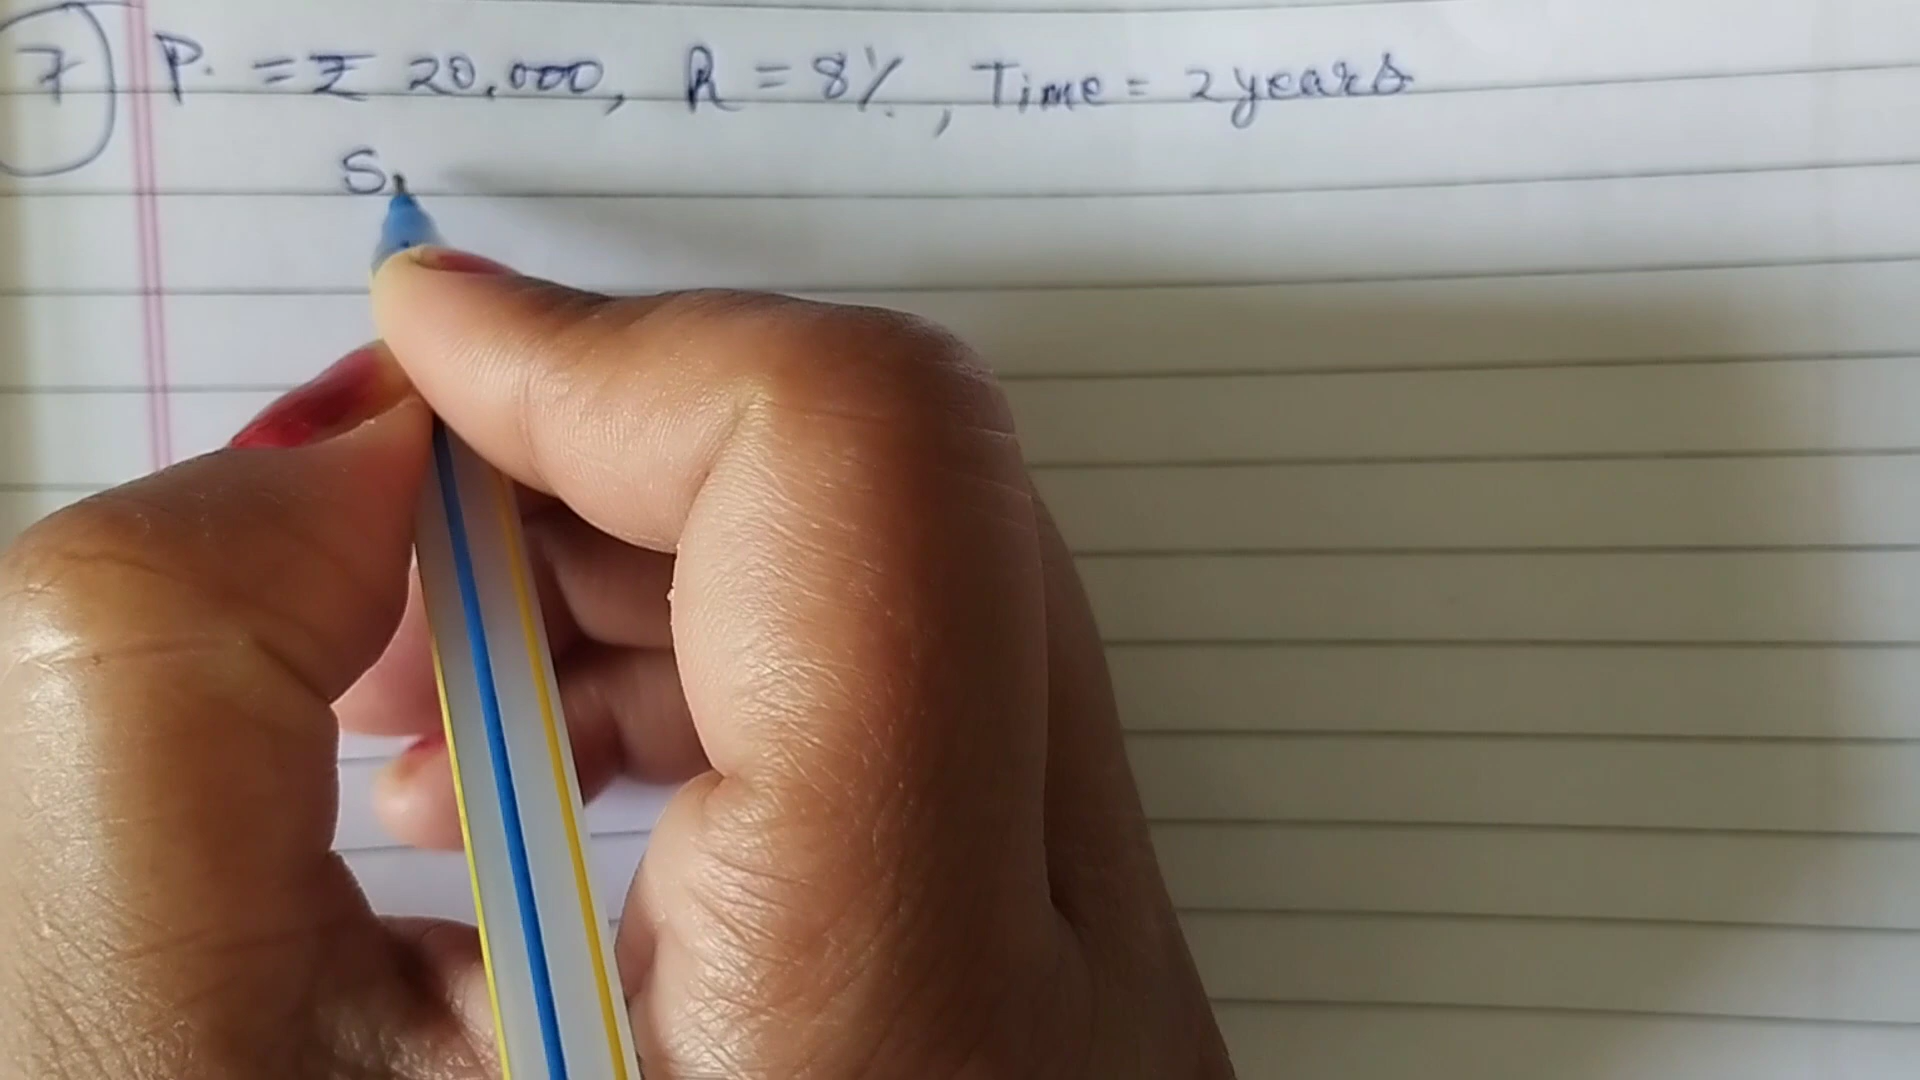 7) P. = ₹ 20,000, R = 8%, Time = 2 years
S.